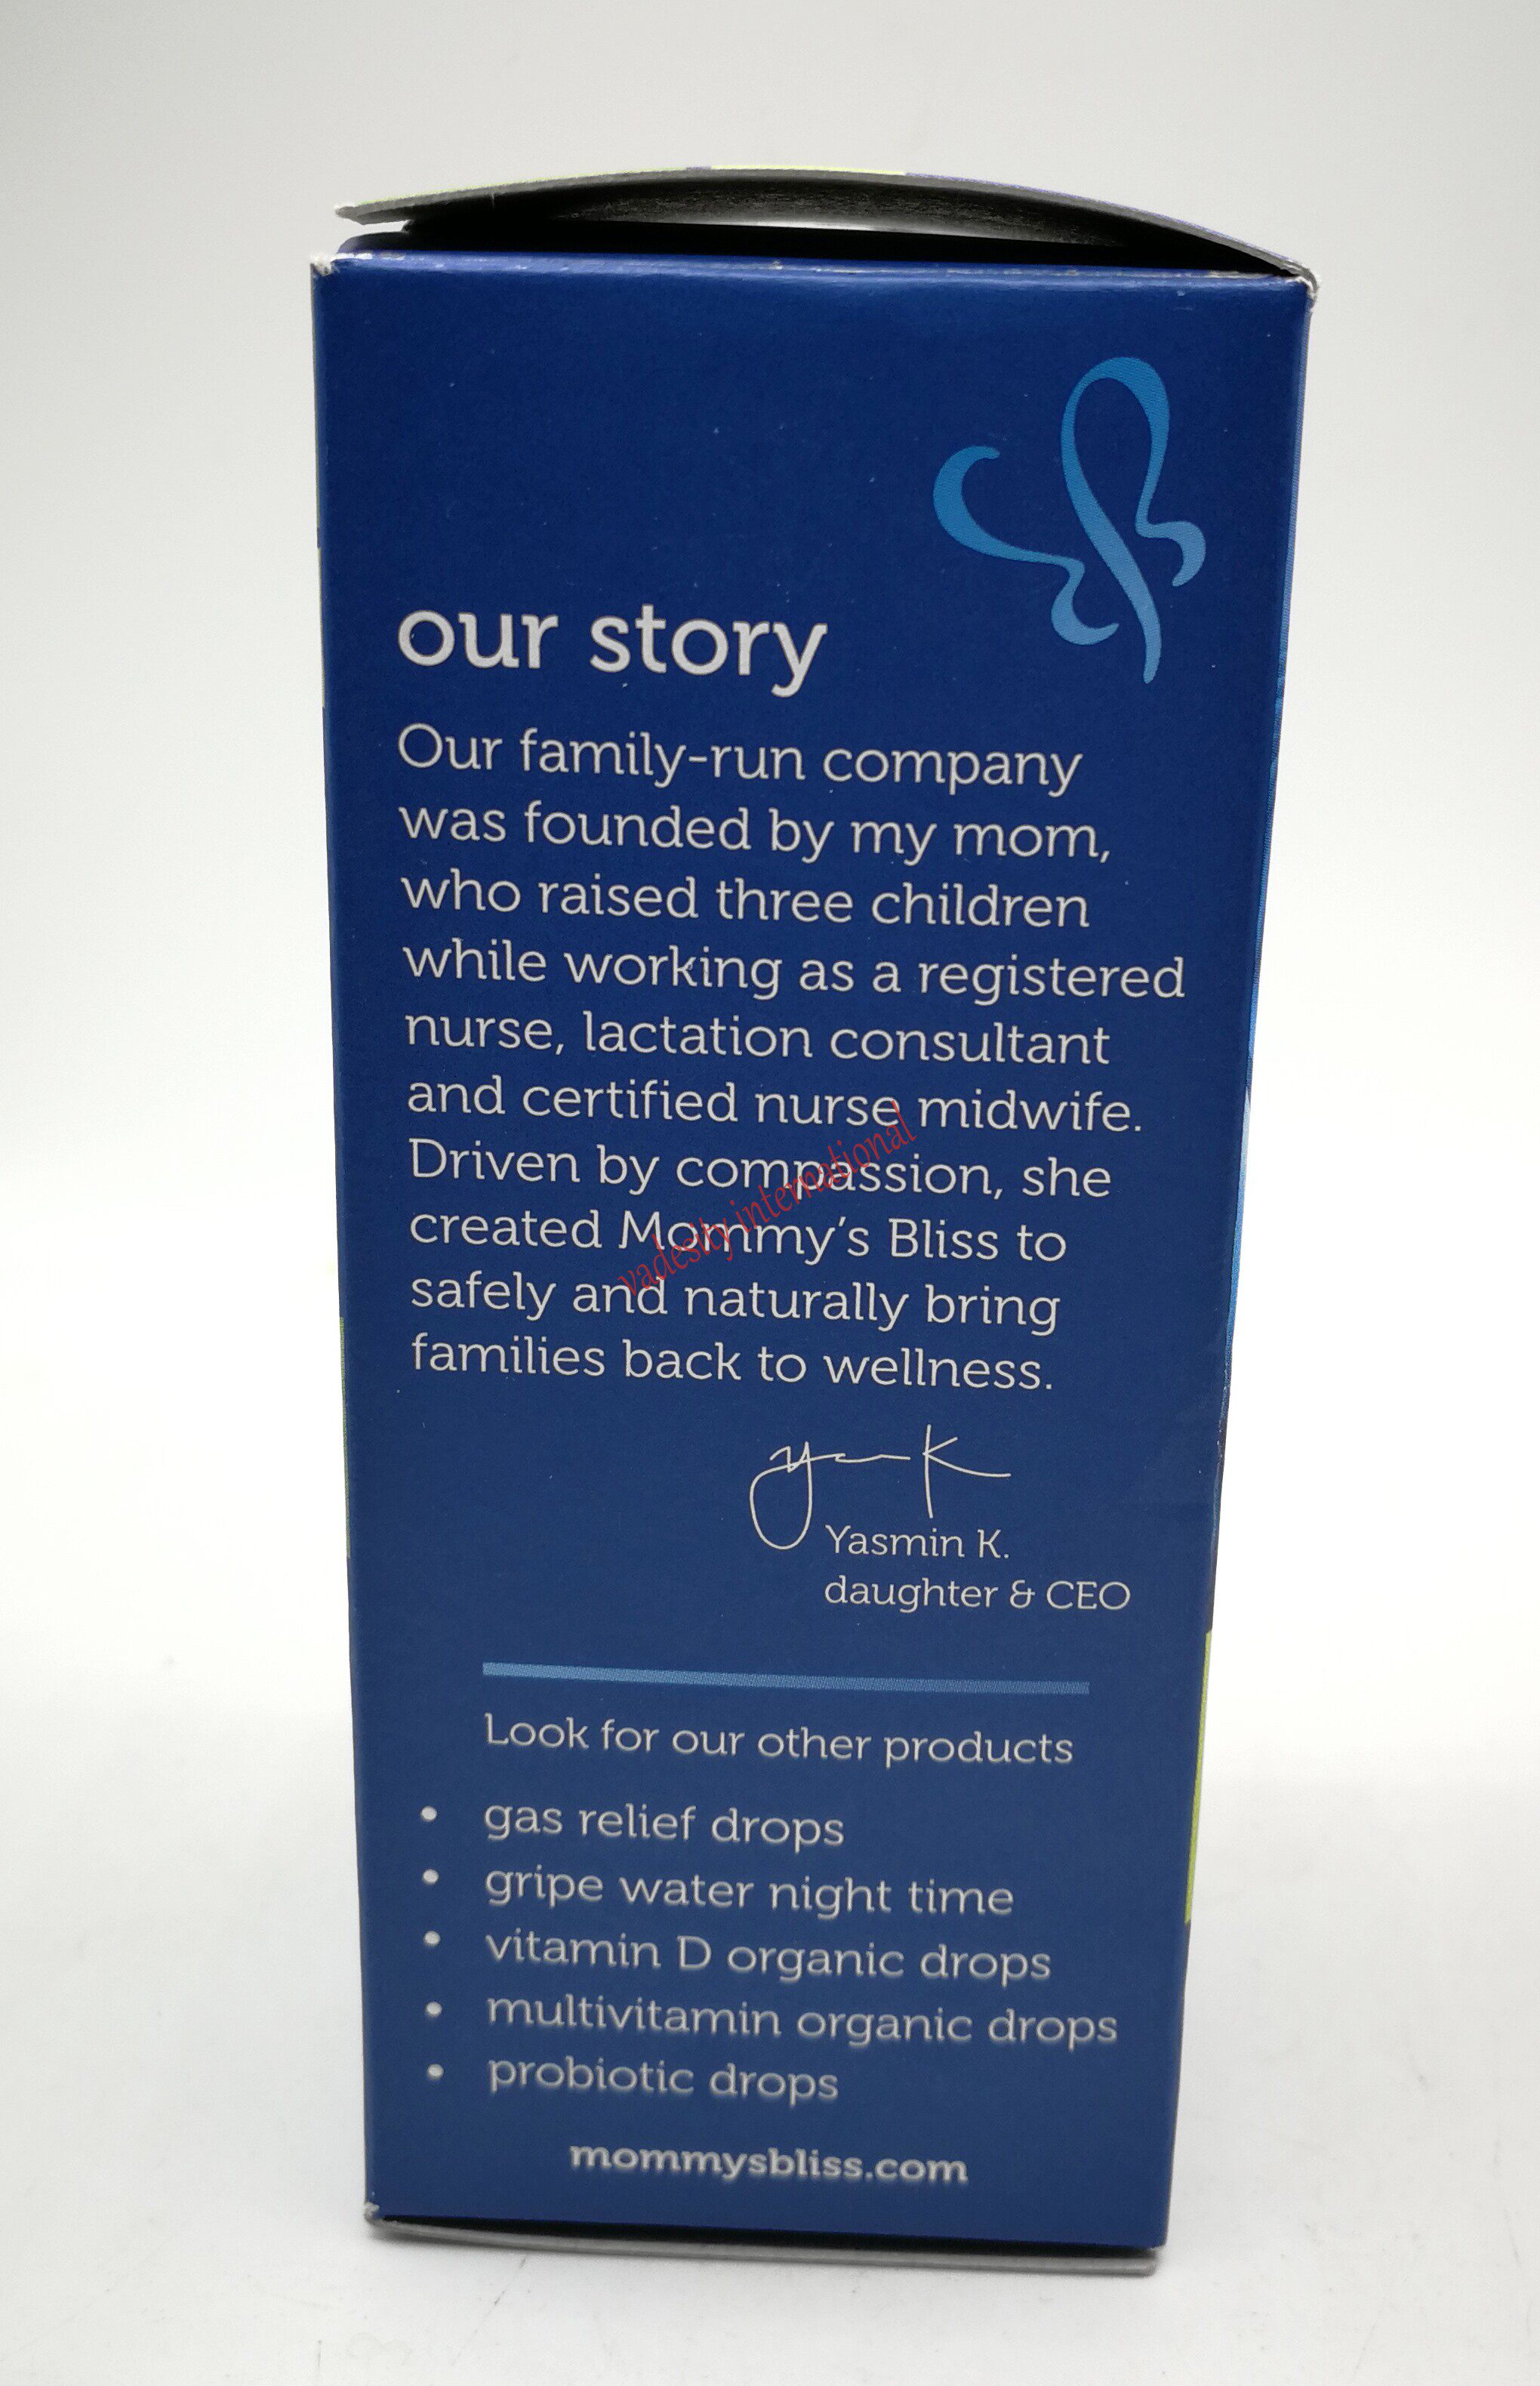 our story
Our family-run company
was founded by my mom,
who raised three children
while working as a registered
nurse, lactation consultant
and certified nurse midwife.
Driven by compassion, she
created Mommy's Bliss to
safely and naturally bring
families back to wellness.
vadesity international
Yasmin K.
daughter & CEO
Look for our other products
• gas relief drops
• gripe water night time
• vitamin D organic drops
• multivitamin organic drops
• probiotic drops
mommysbliss.com